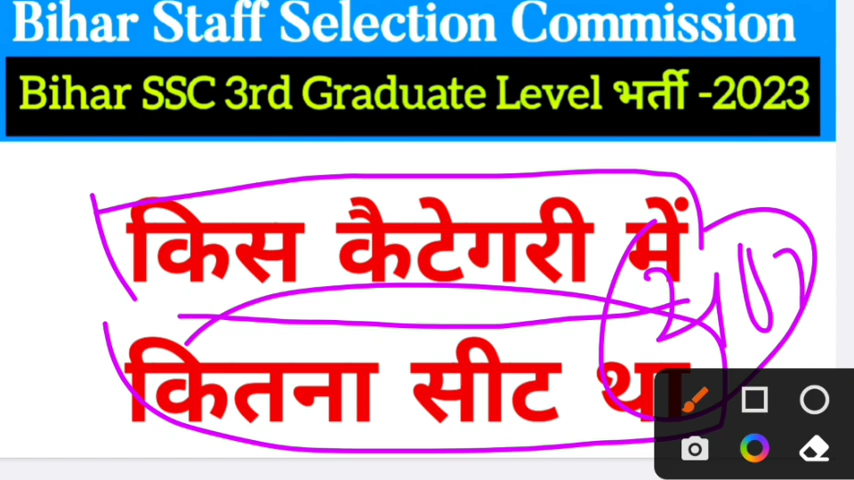 Bihar Staff Selection Commission
Bihar SSC 3rd Graduate Level भर्ती -2023
किस कैटेगरी में
कितना सीट था